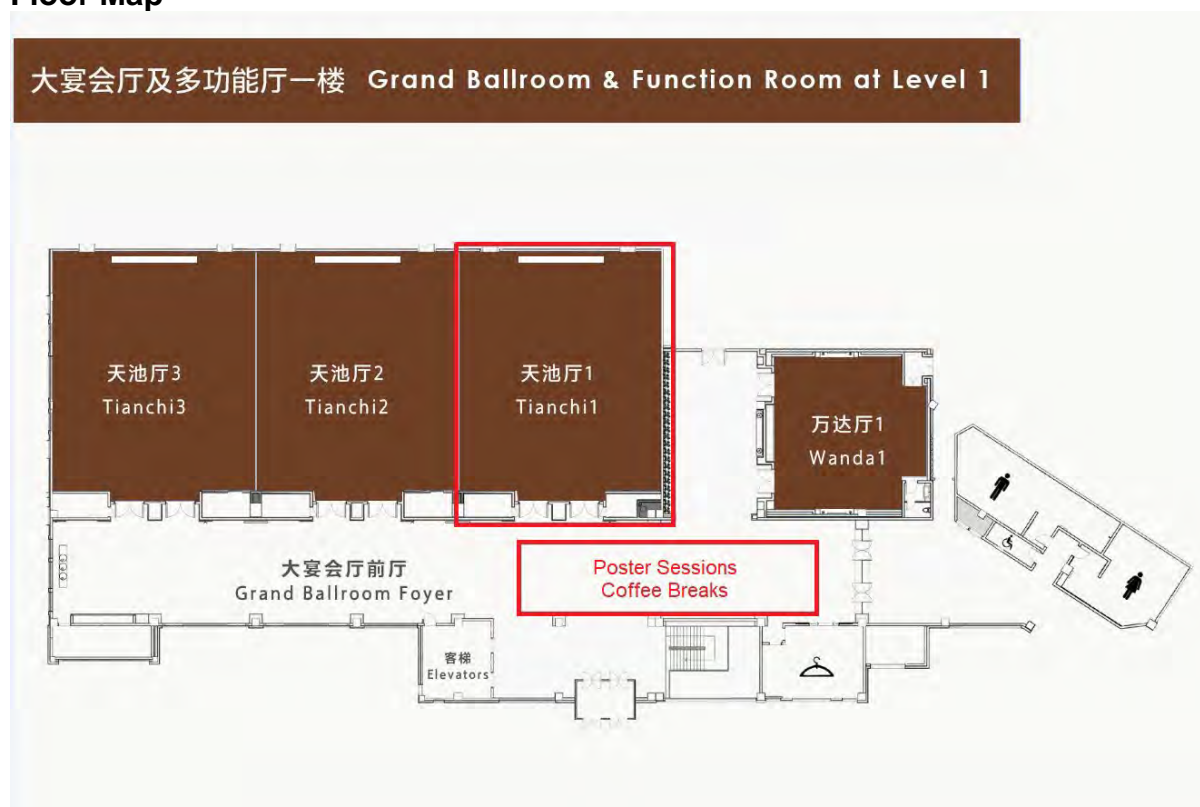 Floor Map
大宴会厅及多功能厅一楼 Grand Ballroom & Function Room at Level 1
天池厅3
Tianchi3
天池厅2
Tianchi2
天池厅1
Tianchi1
万达厅1
Wanda1
大宴会厅前厅
Grand Ballroom Foyer
Poster Sessions
Coffee Breaks
客梯
Elevators